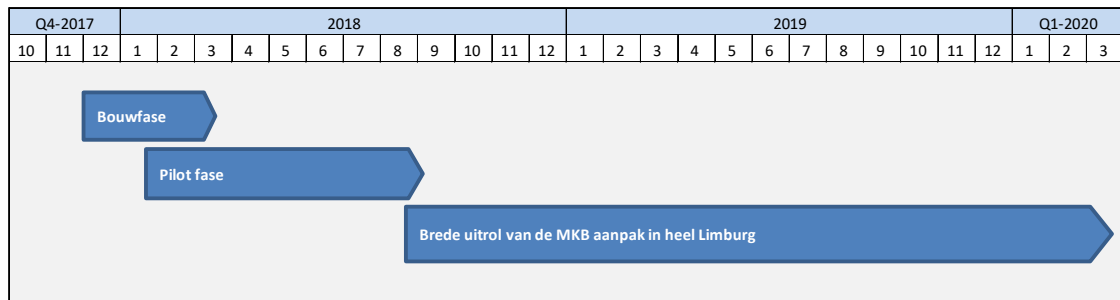 Q4-2017 2018 2019 Q1-2020
10 11 12 1 2 3 4 5 6 7 8 9 10 11 12 1 2 3 4 5 6 7 8 9 10 11 12 1 2 3
Bouwfase
Pilot fase
Brede uitrol van de MKB aanpak in heel Limburg